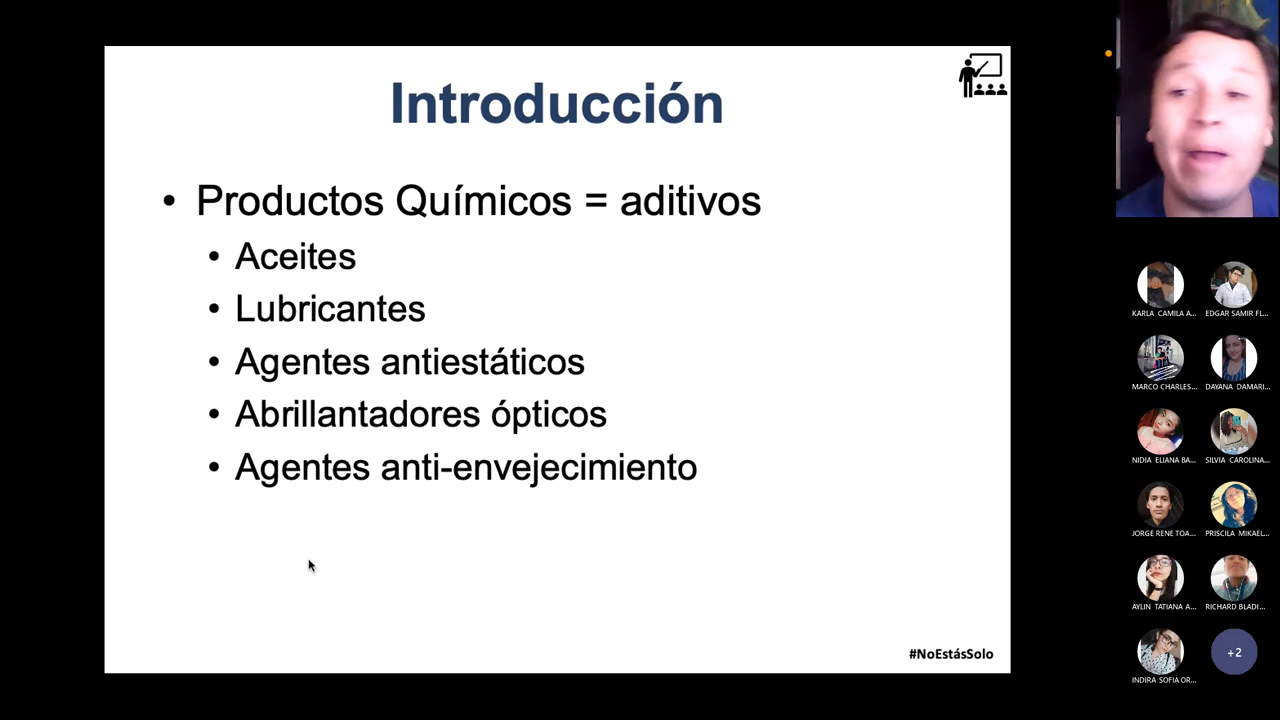 Introducción
• Productos Químicos = aditivos
• Aceites
• Lubricantes
• Agentes antiestáticos
• Abrillantadores ópticos
• Agentes anti-envejecimiento
#NoEstásSolo
KARLA CAMILA A...
EDGAR SAMIR FL...
MARCO CHARLES...
DAYANA DAMARI...
NIDIA ELIANA BA...
SILVIA CAROLINA...
JORGE RENE TOA...
PRISCILA MIKAEL...
AYLIN TATIANA A...
RICHARD BLADI...
INDIRA SOFIA OR...
+2